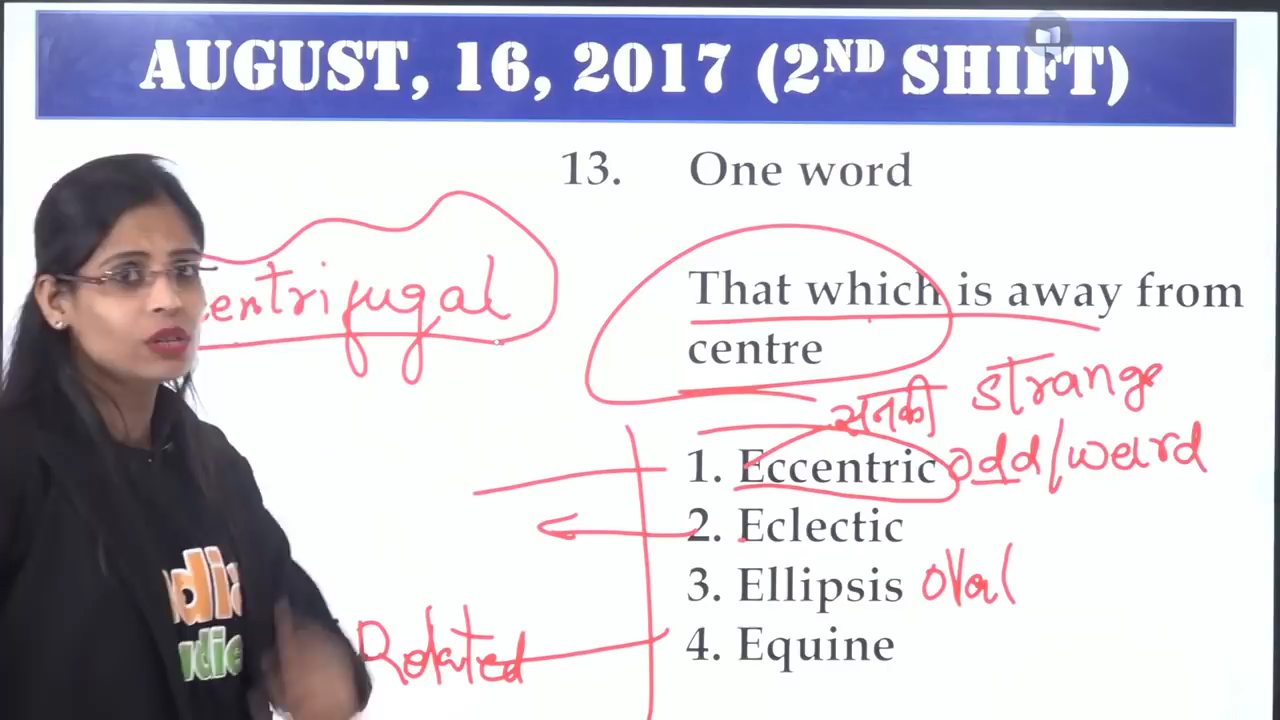 AUGUST, 16, 2017 (2ND SHIFT)
13. One word
entrifugal
That which is away from
centre
सनकी strange
1. Eccentric odd/weird
2. Eclectic
3. Ellipsis oval
4. Equine
Related